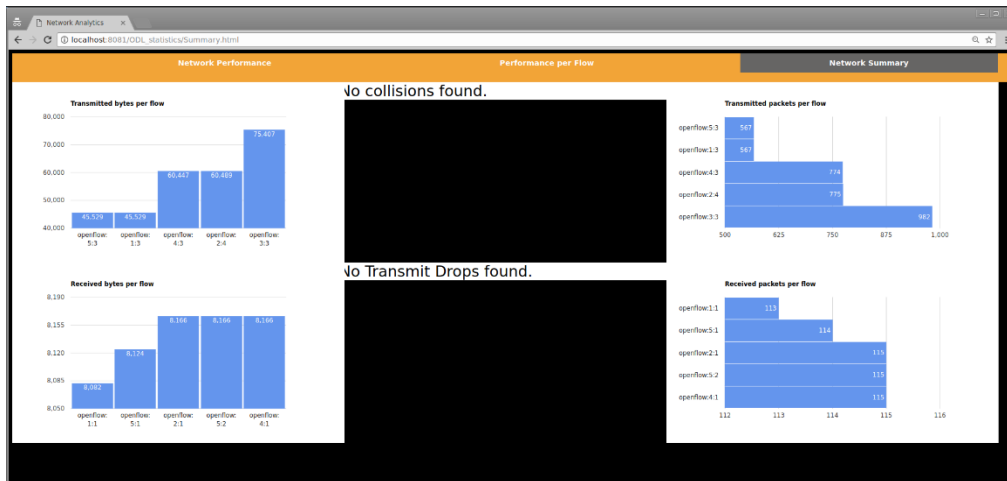 Network Analytics
localhost:8081/ODL_statistics/Summary.html
Network Performance
Performance per Flow
Network Summary
Transmitted bytes per flow
80,000
70,000
60,000
50,000
40,000
45,529
45,529
60,447
60,489
75,407
openflow:
5:3
openflow:
1:3
openflow:
4:3
openflow:
2:4
openflow:
3:3
No collisions found.
Transmitted packets per flow
openflow:5:3
567
openflow:1:3
567
openflow:4:3
774
openflow:2:4
775
openflow:3:3
982
500
625
750
875
1,000
Received bytes per flow
8,190
8,155
8,120
8,085
8,050
8,082
8,124
8,166
8,166
8,166
openflow:
1:1
openflow:
5:1
openflow:
2:1
openflow:
5:2
openflow:
4:1
No Transmit Drops found.
Received packets per flow
openflow:1:1
113
openflow:5:1
114
openflow:2:1
115
openflow:5:2
115
openflow:4:1
115
112
113
114
115
116